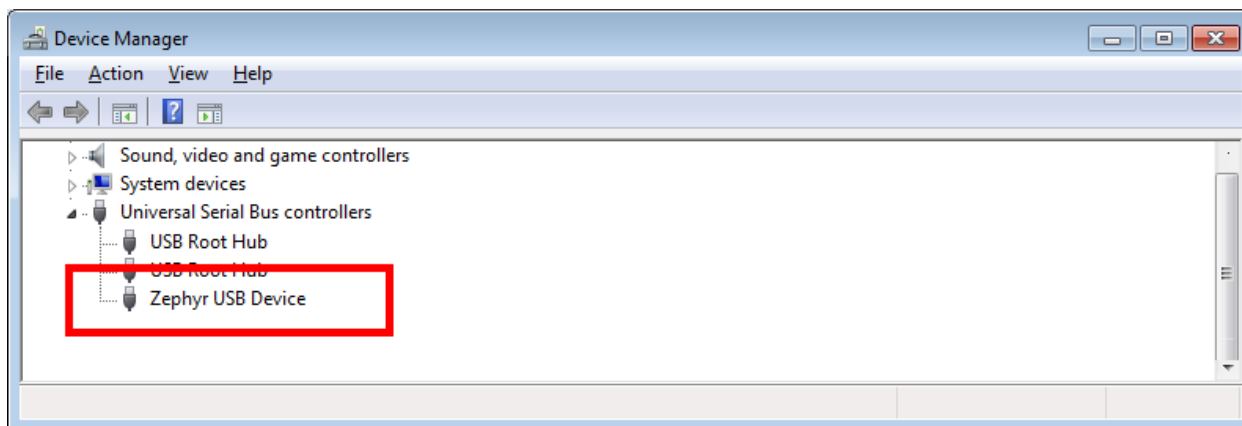 Device Manager
File Action View Help
Sound, video and game controllers
System devices
Universal Serial Bus controllers
USB Root Hub
USB Root Hub
Zephyr USB Device